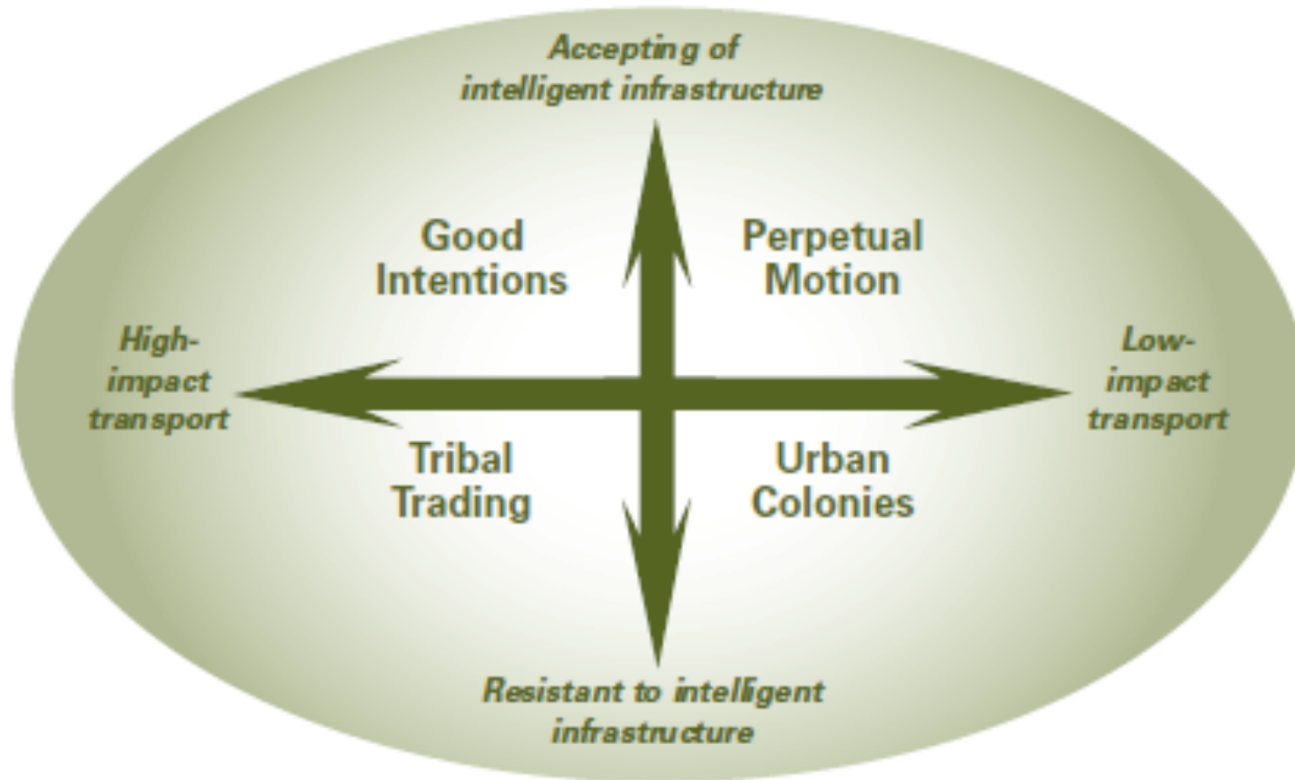 Accepting of
intelligent infrastructure
Good
Intentions
Perpetual
Motion
High-
impact
transport
Low-
impact
transport
Tribal
Trading
Urban
Colonies
Resistant to intelligent
infrastructure